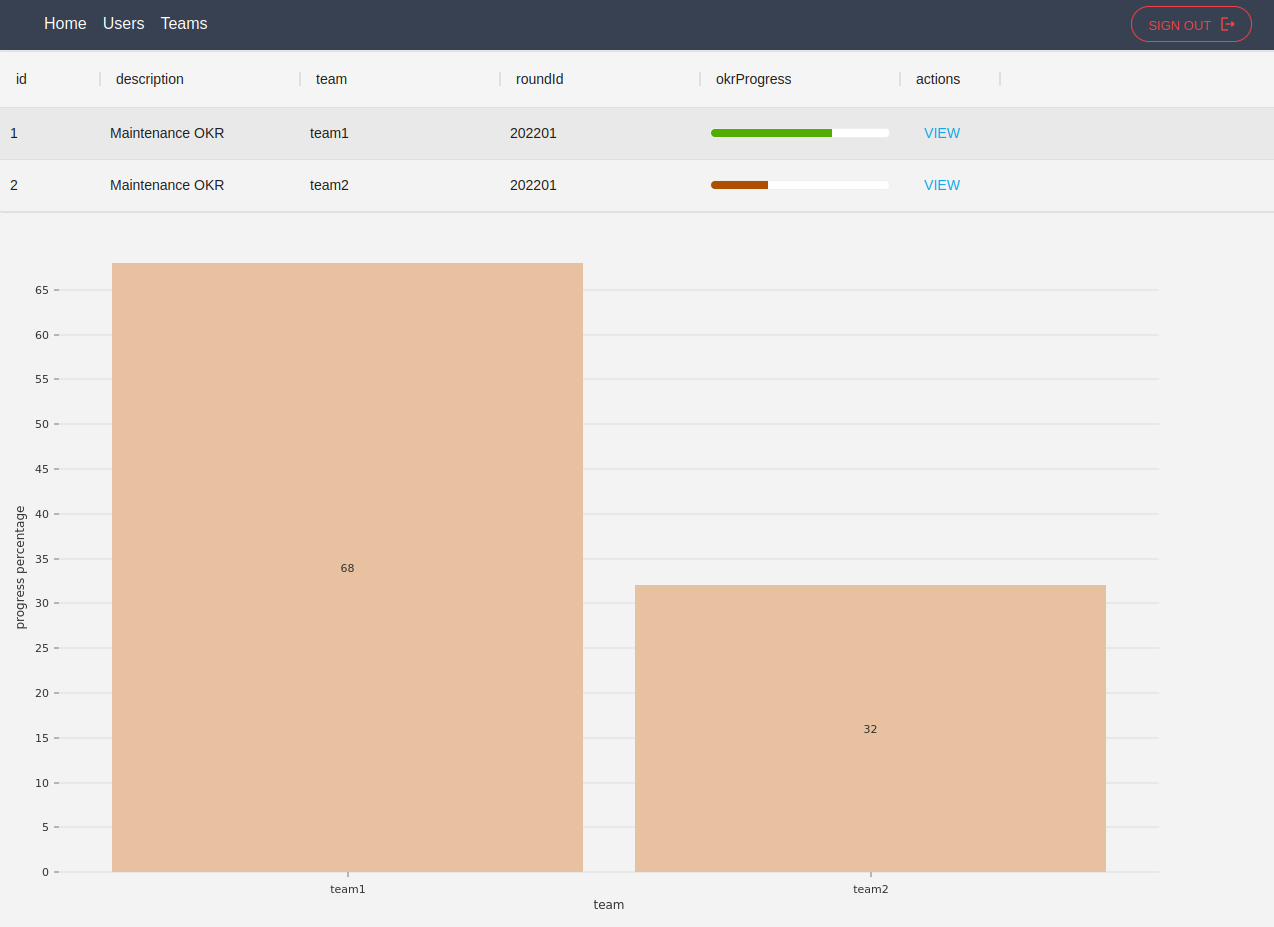 Home Users Teams SIGN OUT
id description team roundId okrProgress actions
1 Maintenance OKR team1 202201 VIEW
2 Maintenance OKR team2 202201 VIEW
65
60
55
50
45
40
35
30
25
20
15
10
5
0
progress percentage
68
32
team1 team2
team